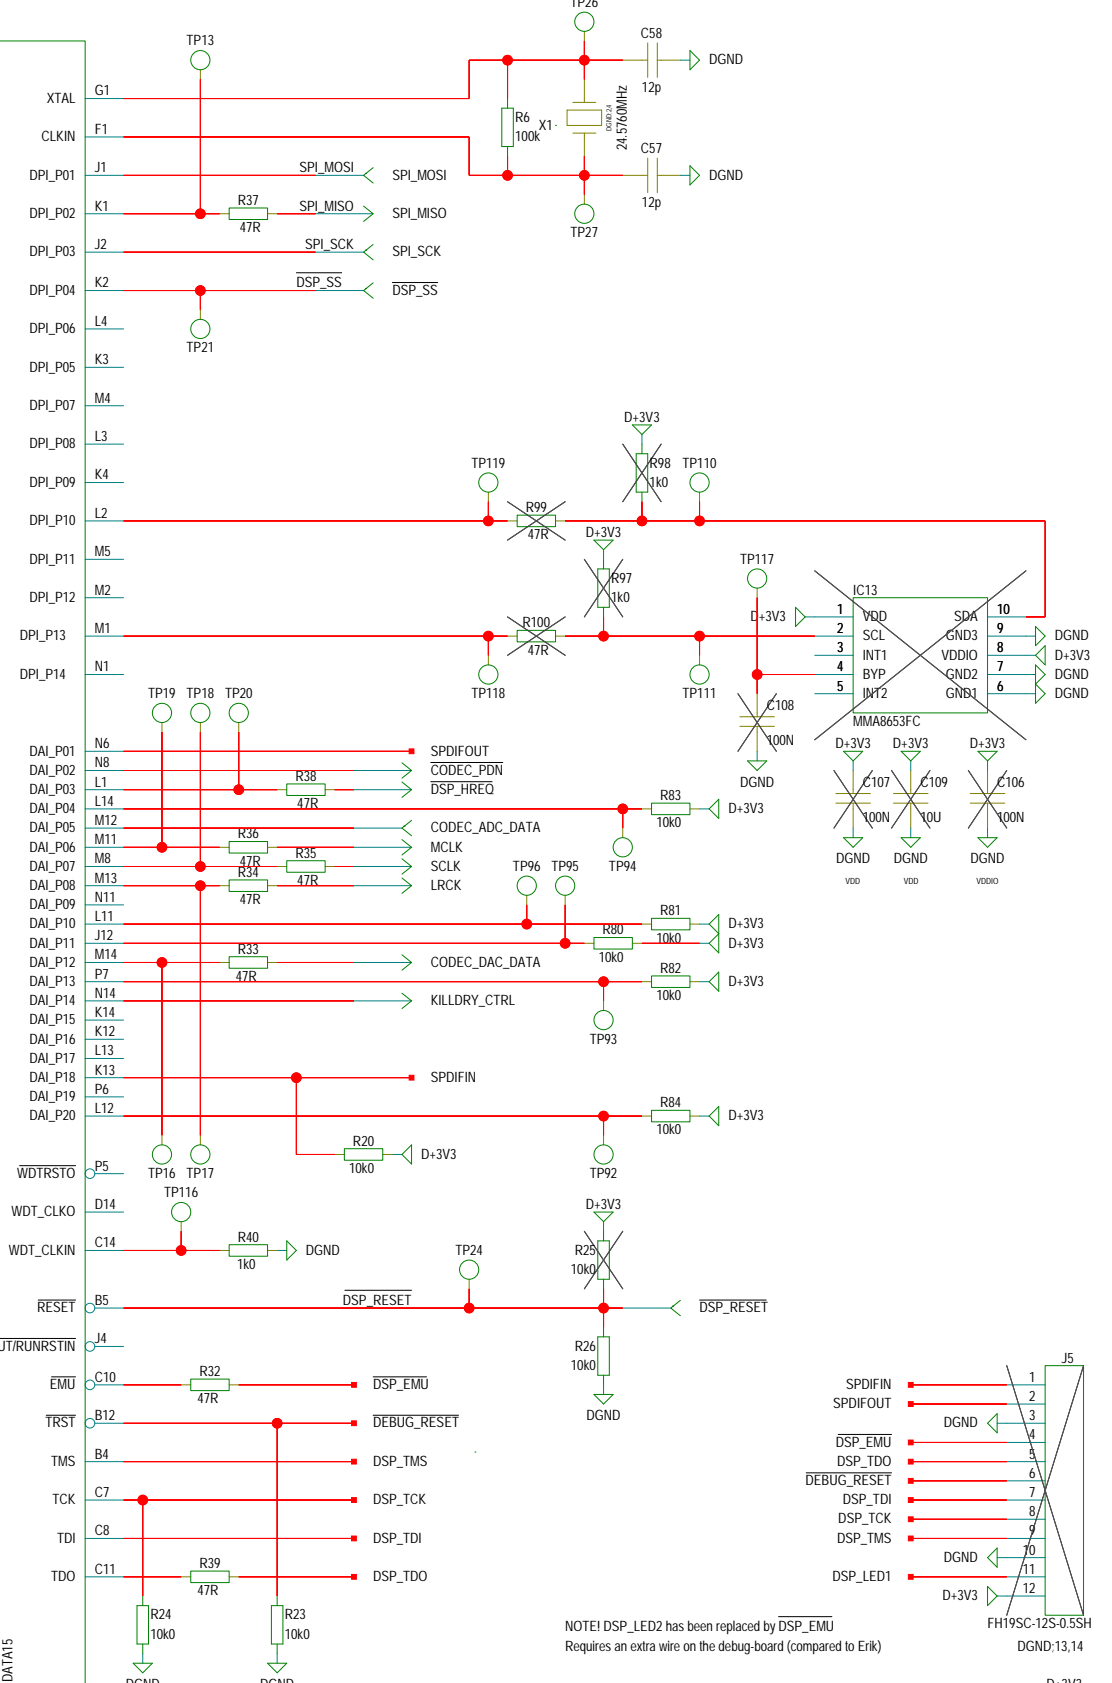 TP26
TP13
C58
DGND
12p
XTAL G1
R6
100k
X1
DGND;2,4
24.5760MHz
CLKIN F1
C57
DGND
12p
DPI_P01 J1 SPI_MOSI SPI_MOSI
DPI_P02 K1 R37 47R SPI_MISO SPI_MISO
TP27
DPI_P03 J2 SPI_SCK SPI_SCK
DPI_P04 K2 DSP_SS DSP_SS
TP21
DPI_P06 L4
DPI_P05 K3
DPI_P07 M4
DPI_P08 L3
D+3V3
R98
1k0
TP119
TP110
DPI_P09 K4
DPI_P10 L2
R99
47R
D+3V3
R97
1k0
DPI_P11 M5
DPI_P12 M2
TP117
IC13
D+3V3 1 VDD SDA 10
2 SCL GND3 9 DGND
3 INT1 VDDIO 8 D+3V3
4 BYP GND2 7 DGND
5 INT2 GND1 6 DGND
MMA8653FC
DPI_P13 M1
R100
47R
TP118
TP111
DPI_P14 N1
C108
100N
DGND
TP19 TP18 TP20
D+3V3 D+3V3 D+3V3
C107 C109 C106
100N 10U 100N
DGND DGND DGND
VDD VDD VDDIO
DAI_P01 N6 SPDIFOUT
DAI_P02 N8 CODEC_PDN
DAI_P03 L1 R38 47R DSP_HREQ
DAI_P04 L14 R83 10k0 D+3V3
DAI_P05 M12 CODEC_ADC_DATA
DAI_P06 M11 R36 47R MCLK
TP94
DAI_P07 M8 R35 47R SCLK
DAI_P08 M13 R34 47R LRCK
TP96 TP95
DAI_P09 N11
DAI_P10 L11 R81 10k0 D+3V3
DAI_P11 J12 R80 10k0 D+3V3
DAI_P12 M14 R33 47R CODEC_DAC_DATA
DAI_P13 P7 R82 10k0 D+3V3
DAI_P14 N14 KILLDRY_CTRL
DAI_P15 K14
DAI_P16 K12
TP93
DAI_P17 L13
DAI_P18 K13 SPDIFIN
DAI_P19 P6
DAI_P20 L12 R84 10k0 D+3V3
R20 10k0 D+3V3
TP92
WDTRSTO P5
TP16 TP17
TP116
WDT_CLKO D14
WDT_CLKIN C14 R40 1k0 DGND
D+3V3
R25
10k0
TP24
RESET B5 DSP_RESET DSP_RESET
R26
10k0
DGND
UT/RUNRSTIN J4
EMU C10 R32 47R DSP_EMU
TRST B12 DEBUG_RESET
TMS B4 DSP_TMS
TCK C7 DSP_TCK
TDI C8 DSP_TDI
TDO C11 R39 47R DSP_TDO
R24
10k0
R23
10k0
DGND
DGND
DATA15
J5
SPDIFIN 1
SPDIFOUT 2
DGND 3
DSP_EMU 4
DSP_TDO 5
DEBUG_RESET 6
DSP_TDI 7
DSP_TCK 8
DSP_TMS 9
DGND 10
DSP_LED1 11
D+3V3 12
FH19SC-12S-0.5SH
DGND;13,14
NOTE! DSP_LED2 has been replaced by DSP_EMU
Requires an extra wire on the debug-board (compared to Erik)
D+3V3